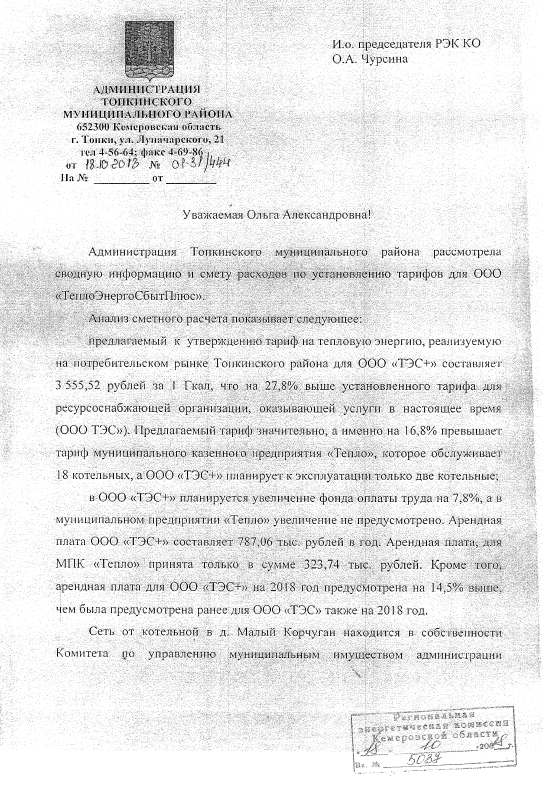 И.о. председателя РЭК КО
О.А. Чурсина
АДМИНИСТРАЦИЯ
ТОПКИНСКОГО
МУНИЦИПАЛЬНОГО РАЙОНА
652300 Кемеровская область
г. Топки, ул. Луначарского, 21
тел 4-56-64; факс 4-69-86
от 18.10.2013 № 01-31/444
На № __________ от __________
Уважаемая Ольга Александровна!
Администрация Топкинского муниципального района рассмотрела
сводную информацию и смету расходов по установлению тарифов для ООО
«ТеплоЭнергоСбытПлюс».
Анализ сметного расчета показывает следующее:
предлагаемый к утверждению тариф на тепловую энергию, реализуемую
на потребительском рынке Топкинского района для ООО «ТЭС+» составляет
3 555,52 рублей за 1 Гкал, что на 27,8% выше установленного тарифа для
ресурсоснабжающей организации, оказывающей услуги в настоящее время
(ООО ТЭС»). Предлагаемый тариф значительно, а именно на 16,8% превышает
тариф муниципального казенного предприятия «Тепло», которое обслуживает
18 котельных, а ООО «ТЭС+» планирует к эксплуатации только две котельные;
в ООО «ТЭС+» планируется увеличение фонда оплаты труда на 7,8%, а в
муниципальном предприятии «Тепло» увеличение не предусмотрено. Арендная
плата ООО «ТЭС+» составляет 787,06 тыс. рублей в год. Арендная плата, для
МПК «Тепло» принята только в сумме 323,74 тыс. рублей. Кроме того,
арендная плата для ООО «ТЭС+» на 2018 год предусмотрена на 14,5% выше,
чем была предусмотрена ранее для ООО «ТЭС» также на 2018 год.
Сеть от котельной в д. Малый Корчуган находится в собственности
Комитета по управлению муниципальным имуществом администрации
Региональная
энергетическая комиссия
Кемеровской области
«18» 10 200 г.
Вх. № 5037